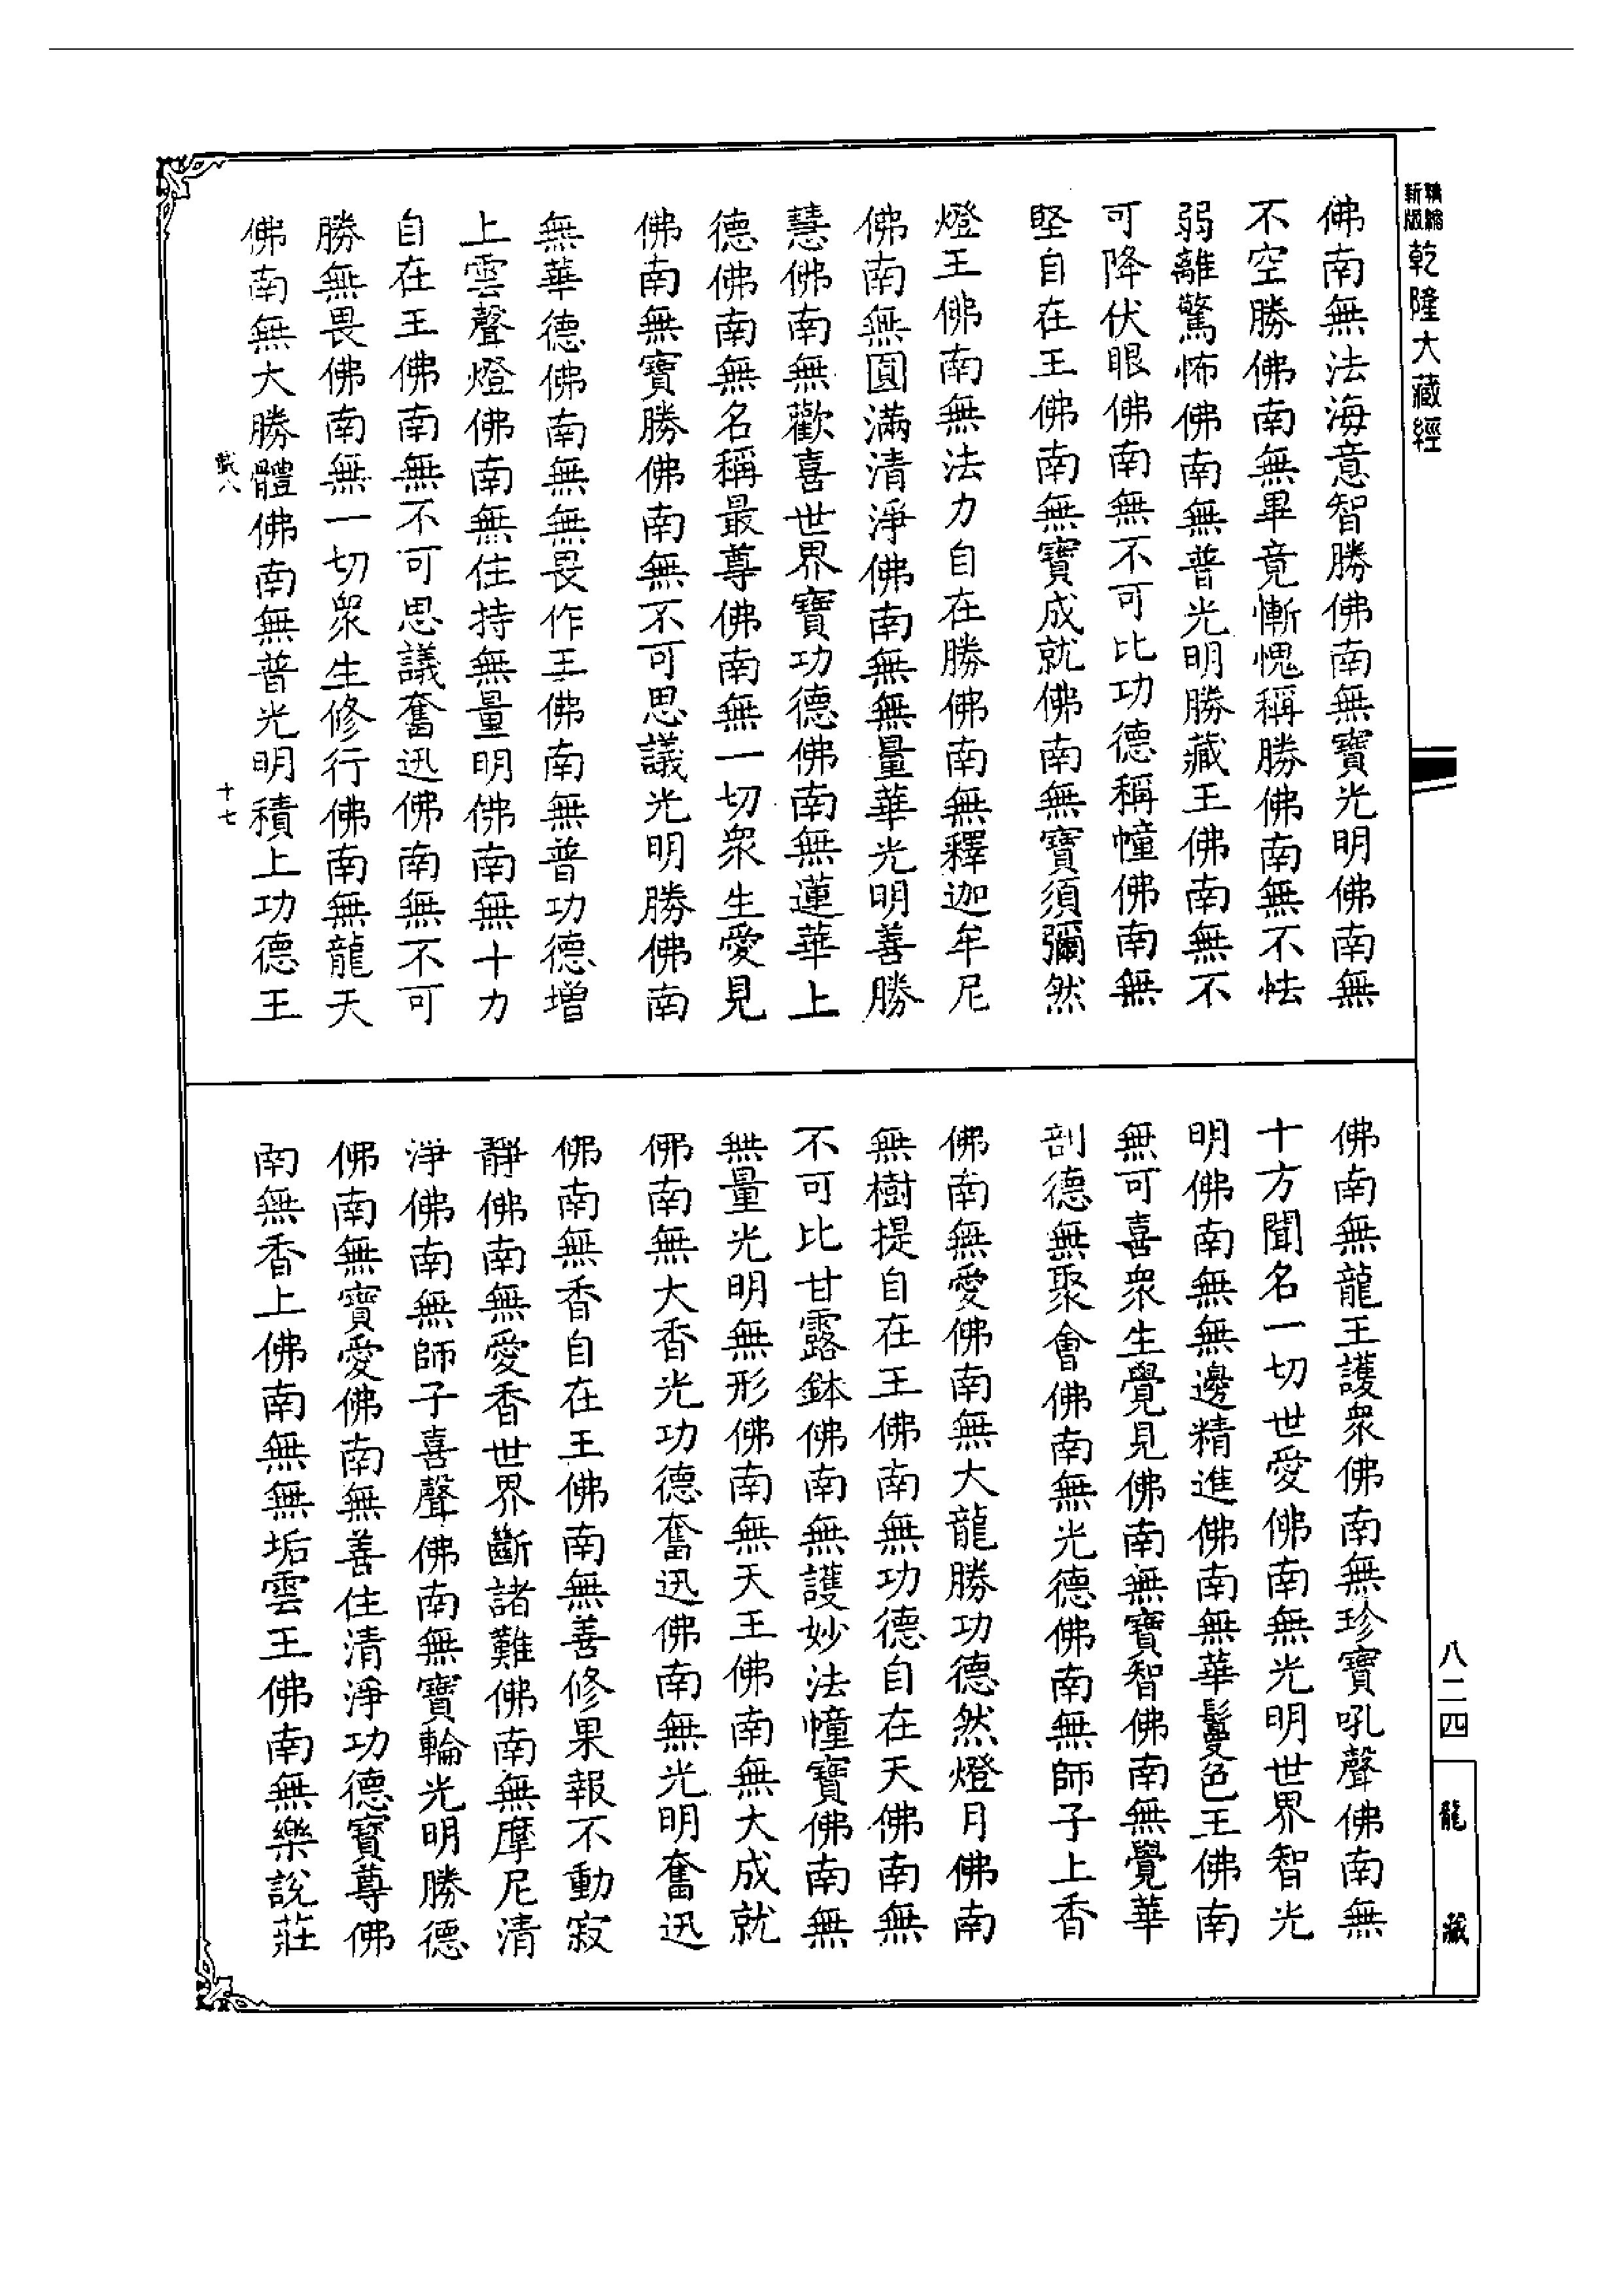 新版
精縮
乾隆大藏經
佛南無法海意智勝佛南無寶光明佛南無
不空勝佛南無畢竟慚愧稱勝佛南無不怯
弱離驚怖佛南無普光明勝藏王佛南無不
可降伏眼佛南無不可比功德稱幢佛南無
堅自在王佛南無寶成就佛南無寶須彌然
燈王佛南無法力自在勝佛南無釋迦牟尼
佛南無圓滿清淨佛南無無量華光明善勝
慧佛南無歡喜世界寶功德佛南無蓮華上
德佛南無名稱最尊佛南無一切眾生愛見
佛南無寶勝佛南無不可思議光明勝佛南
無華德佛南無無畏作王佛南無普功德增
上雲聲燈佛南無住持無量明佛南無十力
自在王佛南無不可思議奮迅佛南無不可
勝無畏佛南無一切眾生修行佛南無龍天
佛南無大勝體佛南無普光明積上功德王
八
十七
佛南無龍王護眾佛南無珍寶吼聲佛南無
十方聞名一切世愛佛南無光明世界智光
明佛南無無邊精進佛南無華鬘色王佛南
無可喜眾生覺見佛南無寶智佛南無覺華
剖德無聚會佛南無光德佛南無師子上香
佛南無愛佛南無大龍勝功德然燈月佛南
無樹提自在王佛南無功德自在天佛南無
不可比甘露鉢佛南無護妙法幢寶佛南無
無量光明無形佛南無天王佛南無大成就
佛南無大香光功德奮迅佛南無光明奮迅
佛南無香自在王佛南無善修果報不動寂
靜佛南無愛香世界斷諸難佛南無摩尼清
淨佛南無師子喜聲佛南無寶輪光明勝德
佛南無寶愛佛南無善住清淨功德寶尊佛
南無香上佛南無無垢雲王佛南無樂說莊
八二四
龍藏